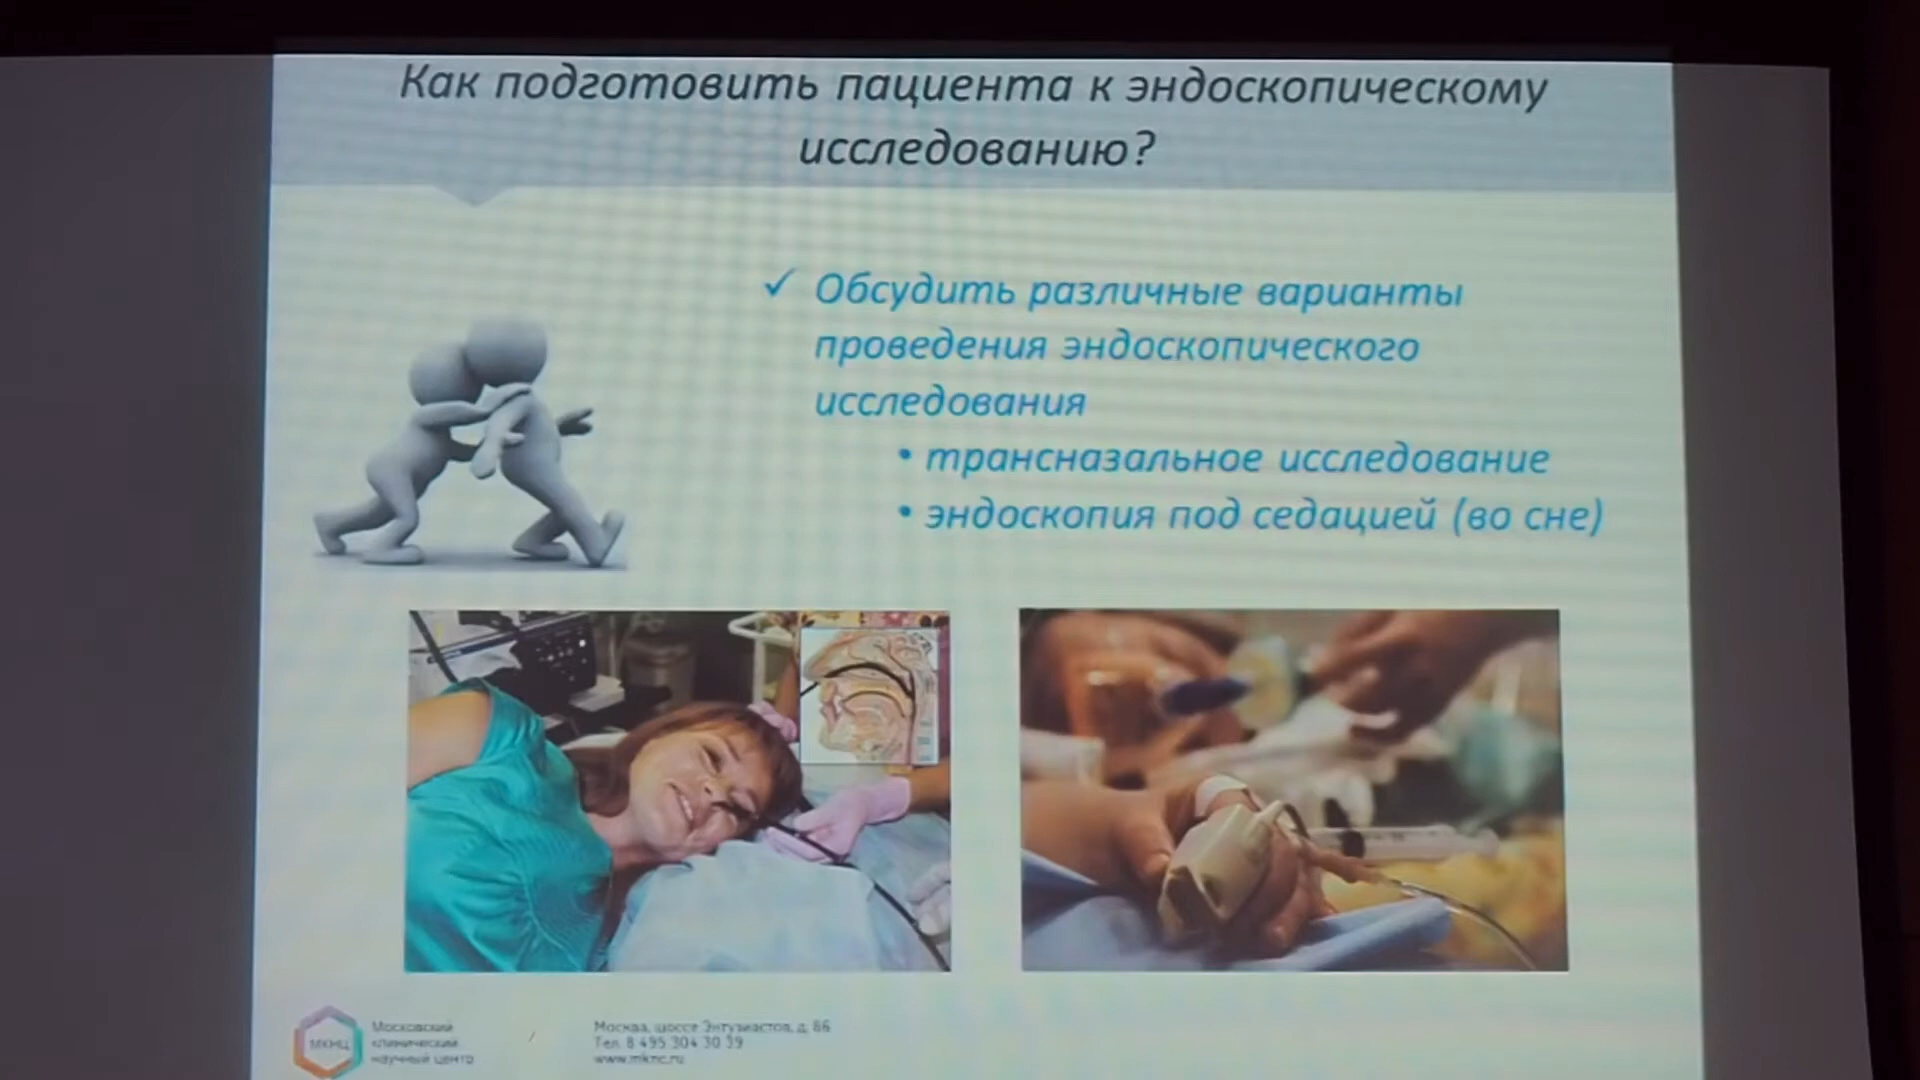 Как подготовить пациента к эндоскопическому
исследованию?
✓ Обсудить различные варианты
проведения эндоскопического
исследования
• трансназальное исследование
• эндоскопия под седацией (во сне)
МКНЦ
Московский
клинический
научный центр
Москва, шоссе Энтузиастов, д. 86
Тел. 8 495 304 30 39
www.mknc.ru